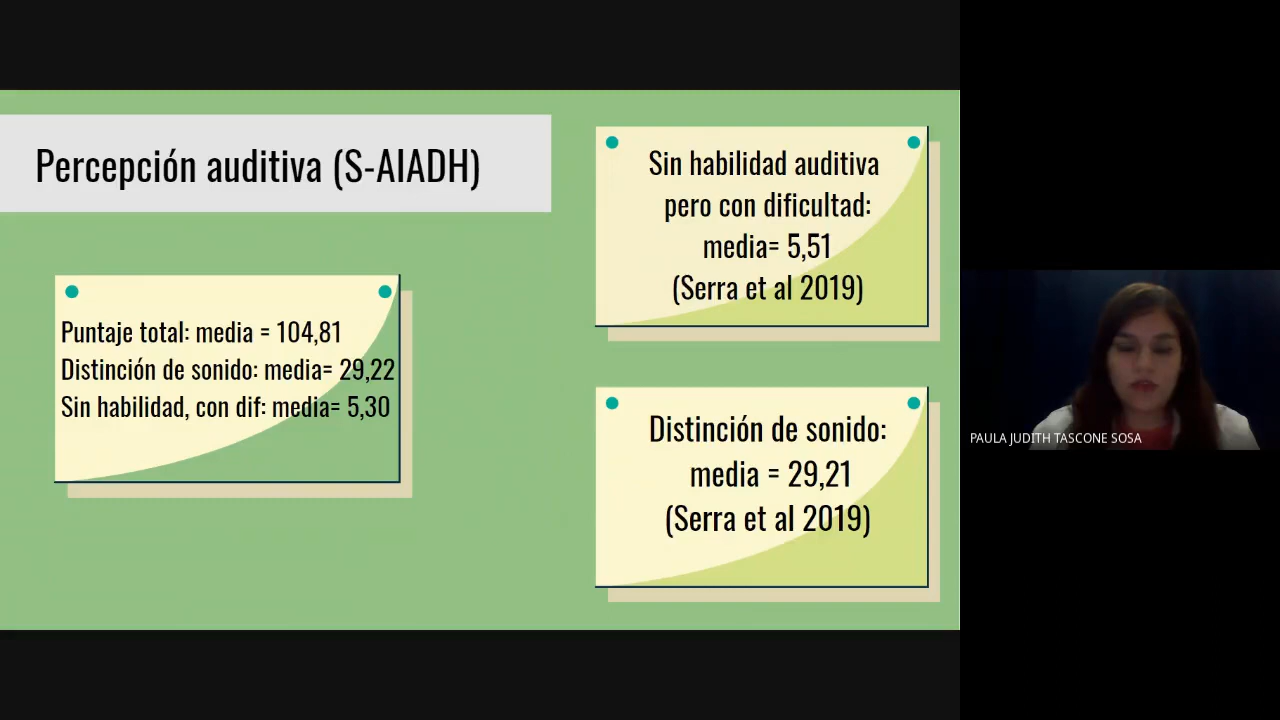 Percepción auditiva (S-AIADH)
Puntaje total: media = 104,81
Distinción de sonido: media= 29,22
Sin habilidad, con dif: media= 5,30
Sin habilidad auditiva
pero con dificultad:
media= 5,51
(Serra et al 2019)
Distinción de sonido:
media = 29,21
(Serra et al 2019)
PAULA JUDITH TASCONE SOSA